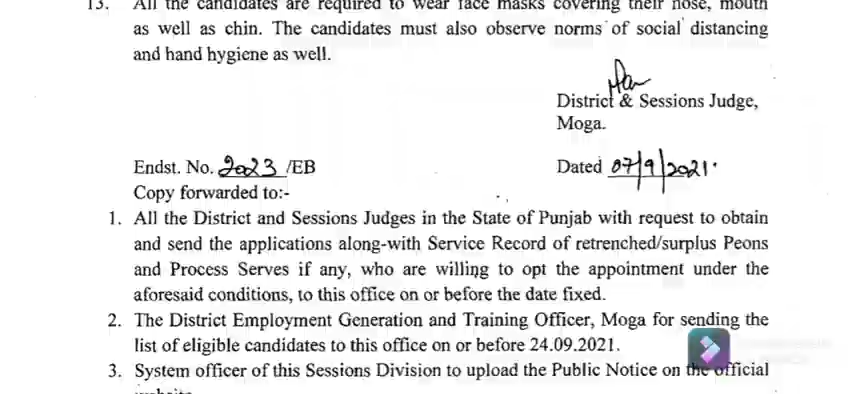 13. All the candidates are required to wear face masks covering their nose, mouth
as well as chin. The candidates must also observe norms of social distancing
and hand hygiene as well.
District & Sessions Judge,
Moga.
Endst. No. 2023 /EB
Dated 07/9/2021.
Copy forwarded to:-
1. All the District and Sessions Judges in the State of Punjab with request to obtain
and send the applications along-with Service Record of retrenched/surplus Peons
and Process Serves if any, who are willing to opt the appointment under the
aforesaid conditions, to this office on or before the date fixed.
2. The District Employment Generation and Training Officer, Moga for sending the
list of eligible candidates to this office on or before 24.09.2021.
3. System officer of this Sessions Division to upload the Public Notice on the official
website